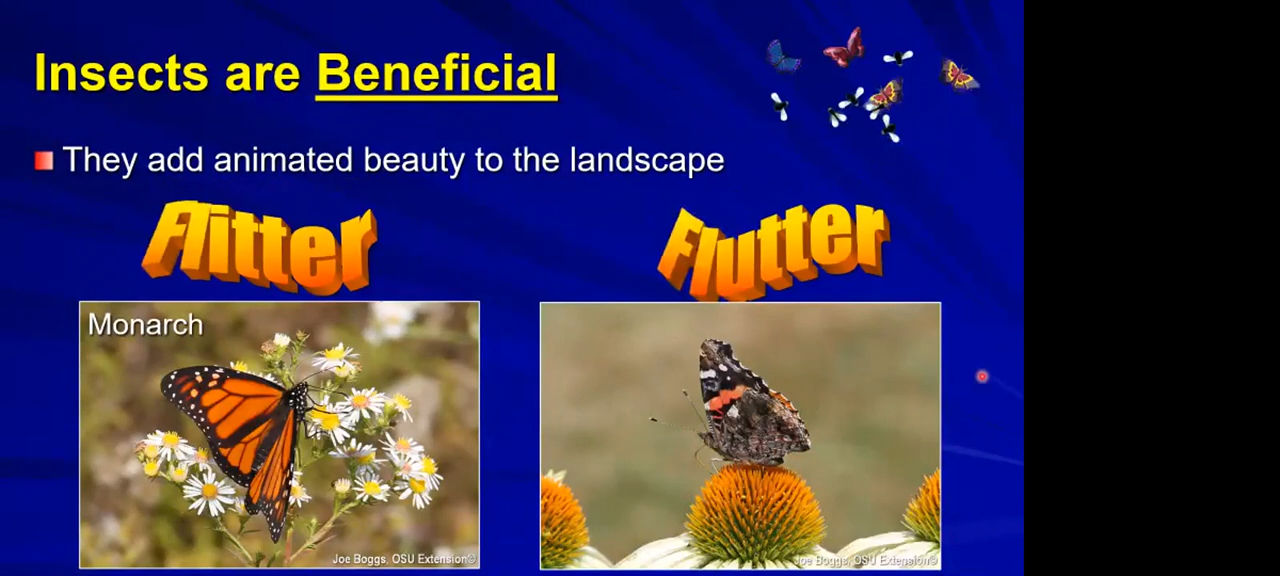 Insects are Beneficial
They add animated beauty to the landscape
Flitter
Flutter
Monarch
Joe Boggs, OSU Extension©
Joe Boggs, OSU Extension©